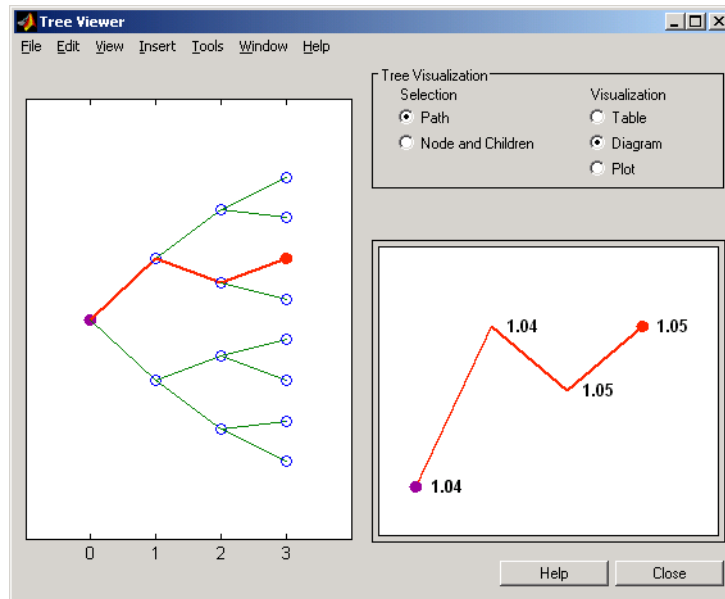 Tree Viewer
File Edit View Insert Tools Window Help
Tree Visualization
Selection
Visualization
Path
Table
Node and Children
Diagram
Plot
1.04
1.05
1.05
1.04
0 1 2 3
Help
Close